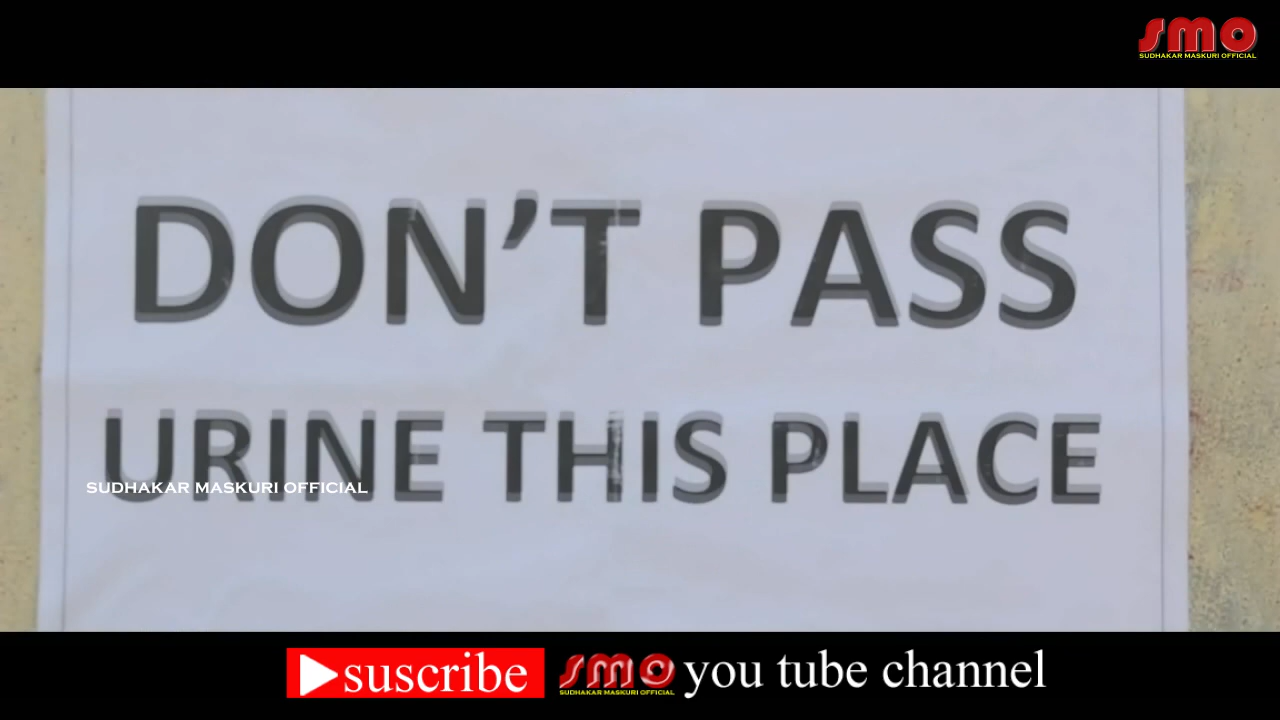 smo
SUDHAKAR MASKURI OFFICIAL
DON'T PASS
URINE THIS PLACE
SUDHAKAR MASKURI OFFICIAL
suscribe smo you tube channel
SUDHAKAR MASKURI OFFICIAL